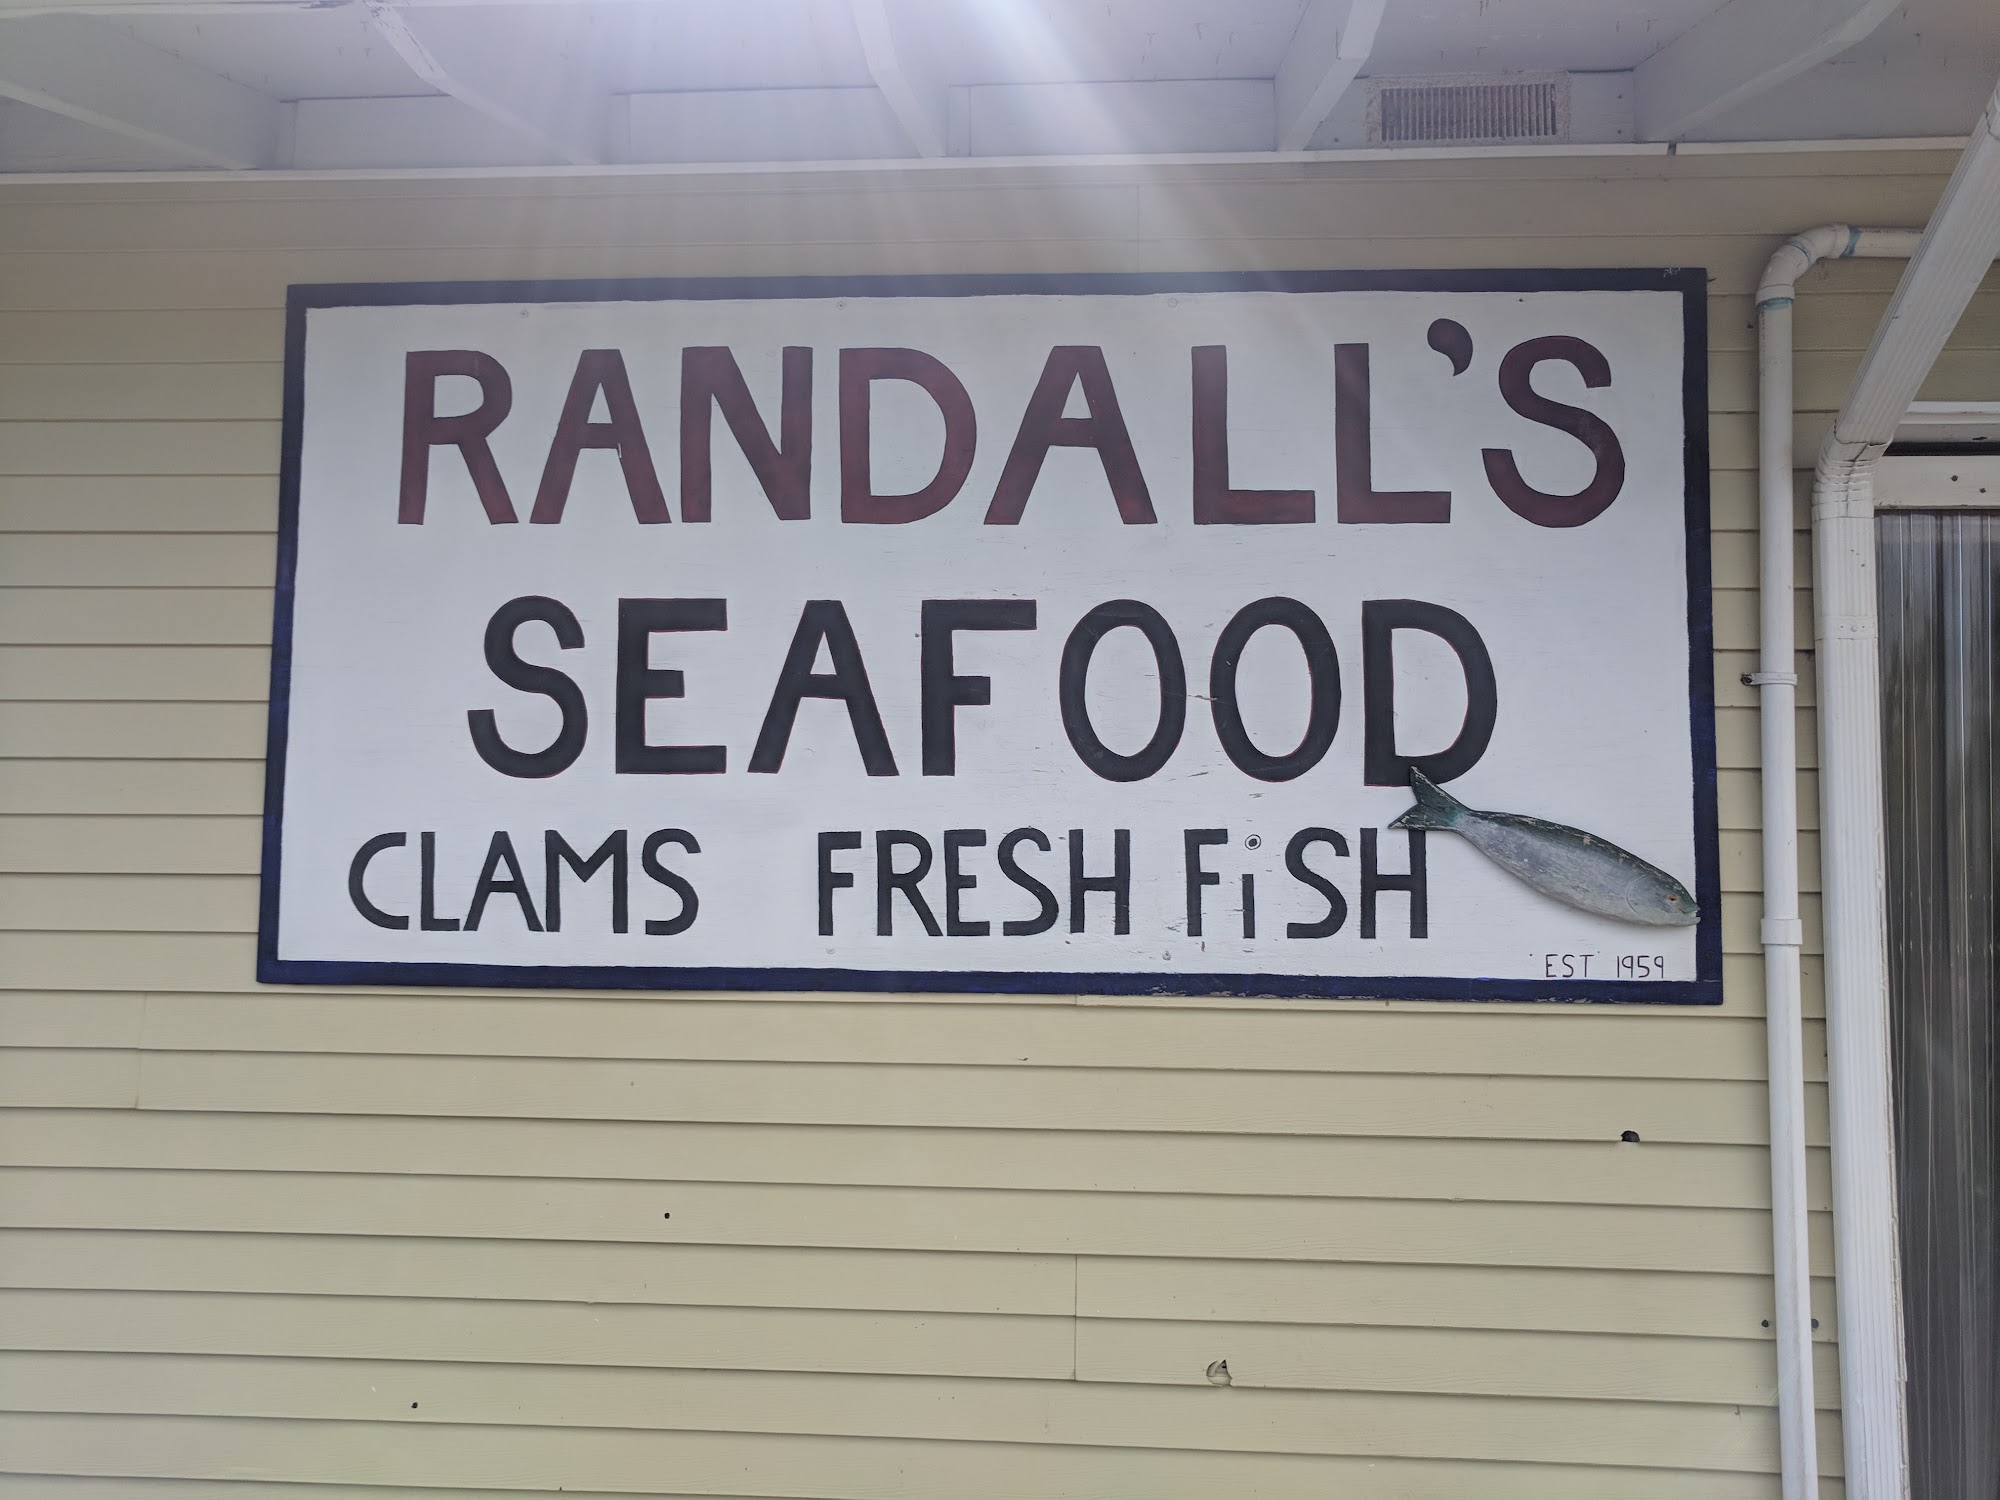 RANDALL'S
SEAFOOD
CLAMS FRESH FiSH
EST 1959